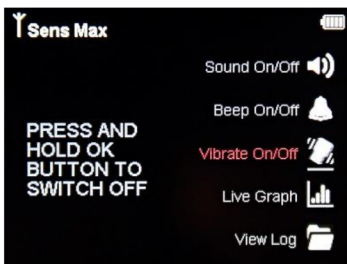 Sens Max
Sound On/Off
Beep On/Off
PRESS AND
HOLD OK
BUTTON TO
SWITCH OFF
Vibrate On/Off
Live Graph
View Log